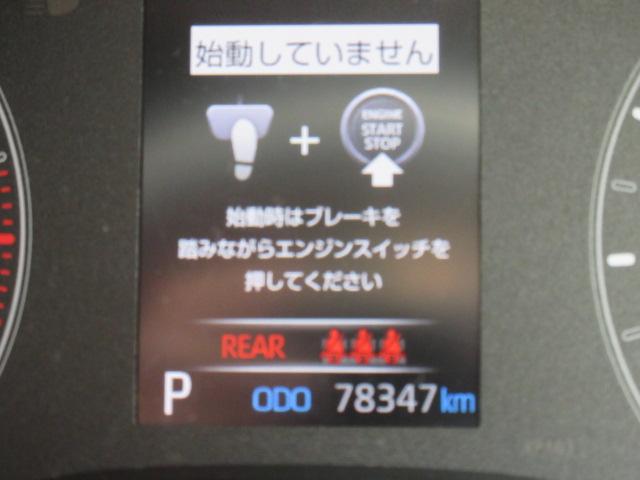 始動していません
ENGINE
START
STOP
始動時はブレーキを
踏みながらエンジンスイッチを
押してください
REAR
P ODO 78347km